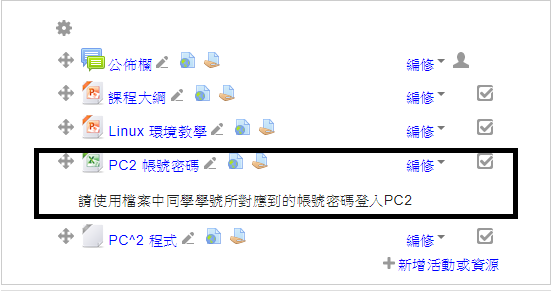 公佈欄 編修
課程大綱 編修
Linux 環境教學 編修
PC2 帳號密碼 編修
請使用檔案中同學學號所對應到的帳號密碼登入PC2
PC^2 程式 編修
新增活動或資源